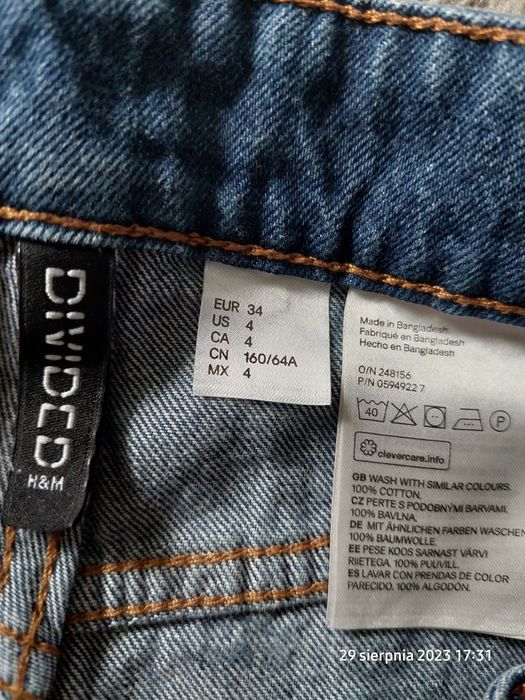 DIVIDED
H&M
EUR 34
US 4
CA 4
CN 160/64A
MX 4
Made in Bangladesh
Fabriqué en Bangladesh
Hecho en Bangladesh
O/N 248156
P/N 0594922 7
40
P
clevercare.info
GB WASH WITH SIMILAR COLOURS.
100% COTTON.
CZ PERTE S PODOBNÝMI BARVAMI.
100% BAVLNA.
DE MIT ÄHNLICHEN FARBEN WASCHEN
100% BAUMWOLLE.
EE PESE KOOS SARNAST VÄRVI
RIIETEGA. 100% PUUVILL.
ES LAVAR CON PRENDAS DE COLOR
PARECIDO. 100% ALGODÓN.
29 sierpnia 2023 17:31